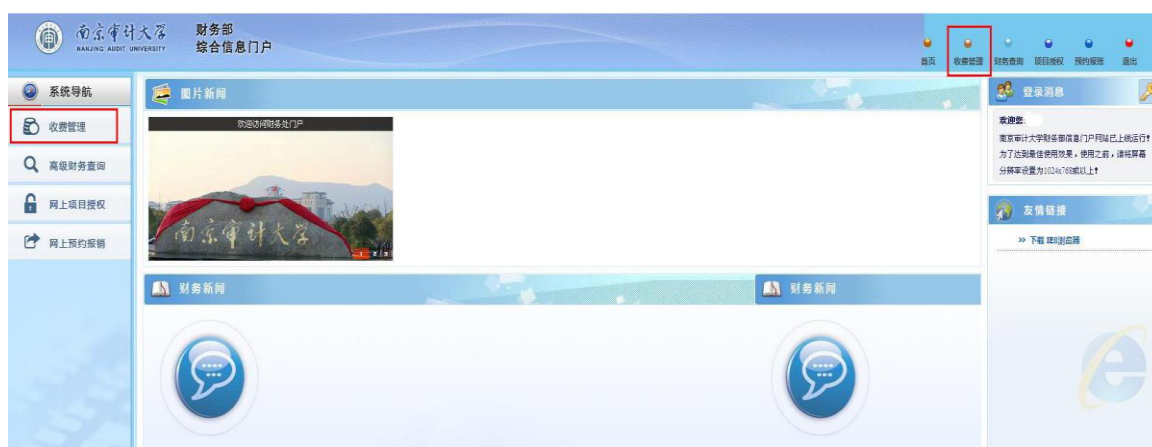 南京审计大学
NANJING AUDIT UNIVERSITY
财务部
综合信息门户
首页 收费管理 财务查询 项目授权 预约报账 退出
系统导航
收费管理
高级财务查询
网上项目授权
网上预约报销
图片新闻
欢迎访问财务处门户
南京审计大学
1 2 3
财务新闻
财务新闻
登录消息
欢迎您:
南京审计大学财务部信息门户网站已上线运行!
为了达到最佳使用效果,使用之前,请将屏幕
分辨率设置为1024x768或以上!
友情链接
>> 下载 IE8浏览器